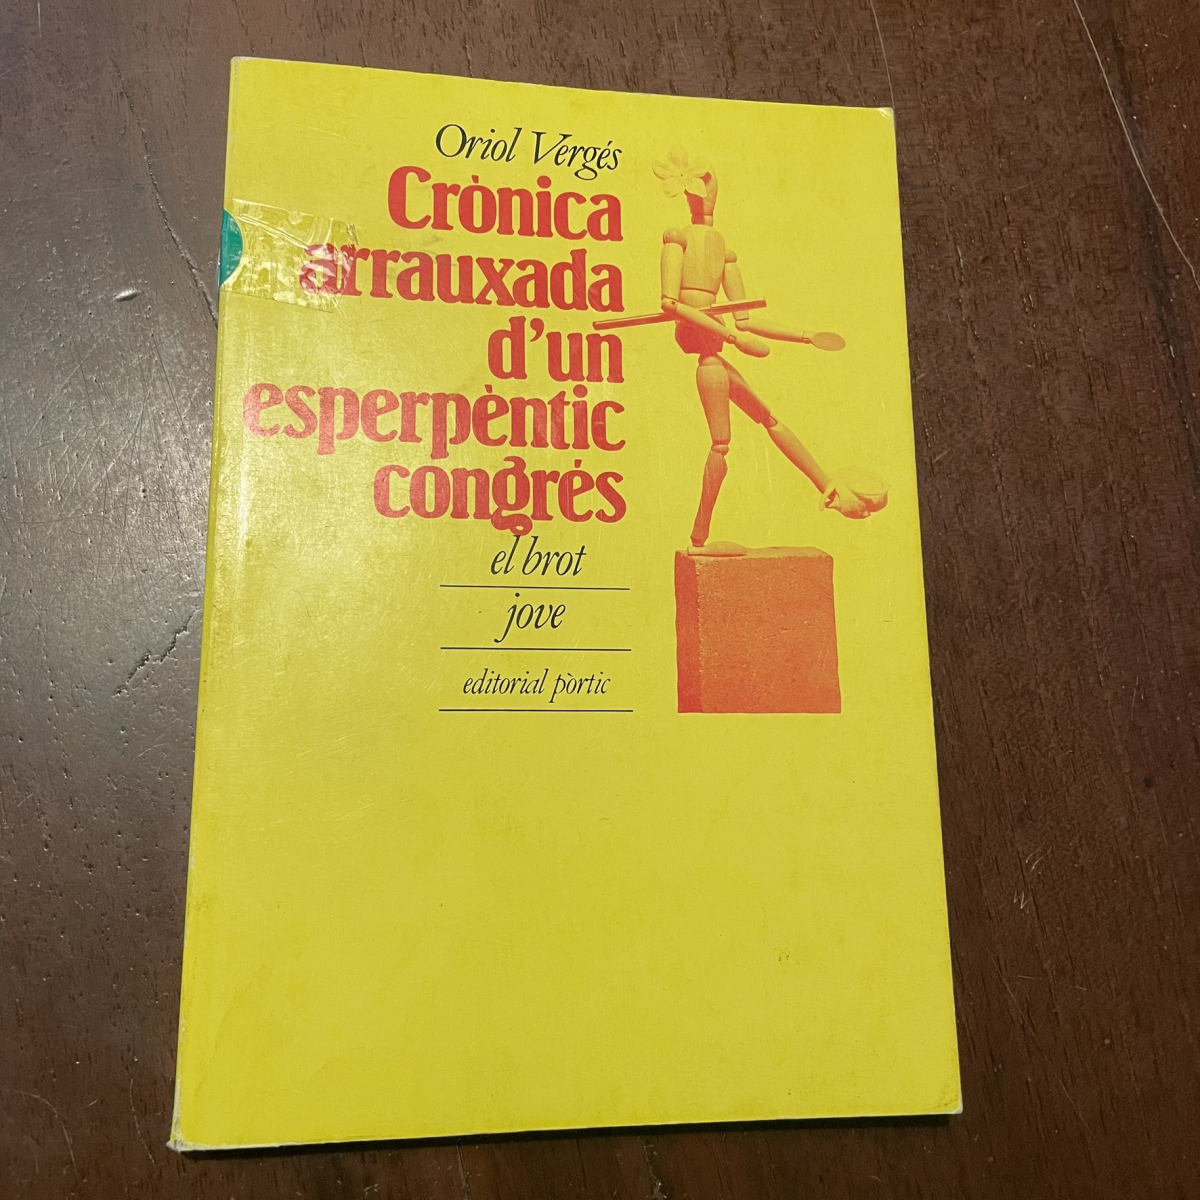 Oriol Vergés
Crònica
arrauxada
d'un
esperpèntic
congrés
el brot
jove
editorial pòrtic